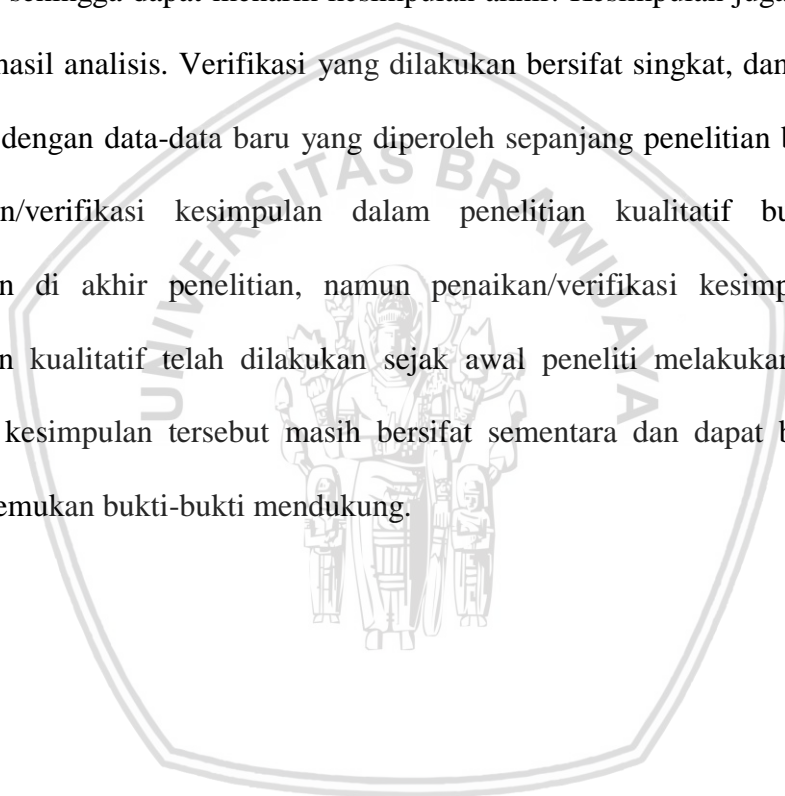 sehingga dapat menarik kesimpulan akhir. Kesimpulan juga
hasil analisis. Verifikasi yang dilakukan bersifat singkat, dan
dengan data-data baru yang diperoleh sepanjang penelitian b
n/verifikasi kesimpulan dalam penelitian kualitatif bu
n di akhir penelitian, namun penaikan/verifikasi kesimp
n kualitatif telah dilakukan sejak awal peneliti melakukan
kesimpulan tersebut masih bersifat sementara dan dapat b
emukan bukti-bukti mendukung.
UNIVERSITAS BRAWIJAYA